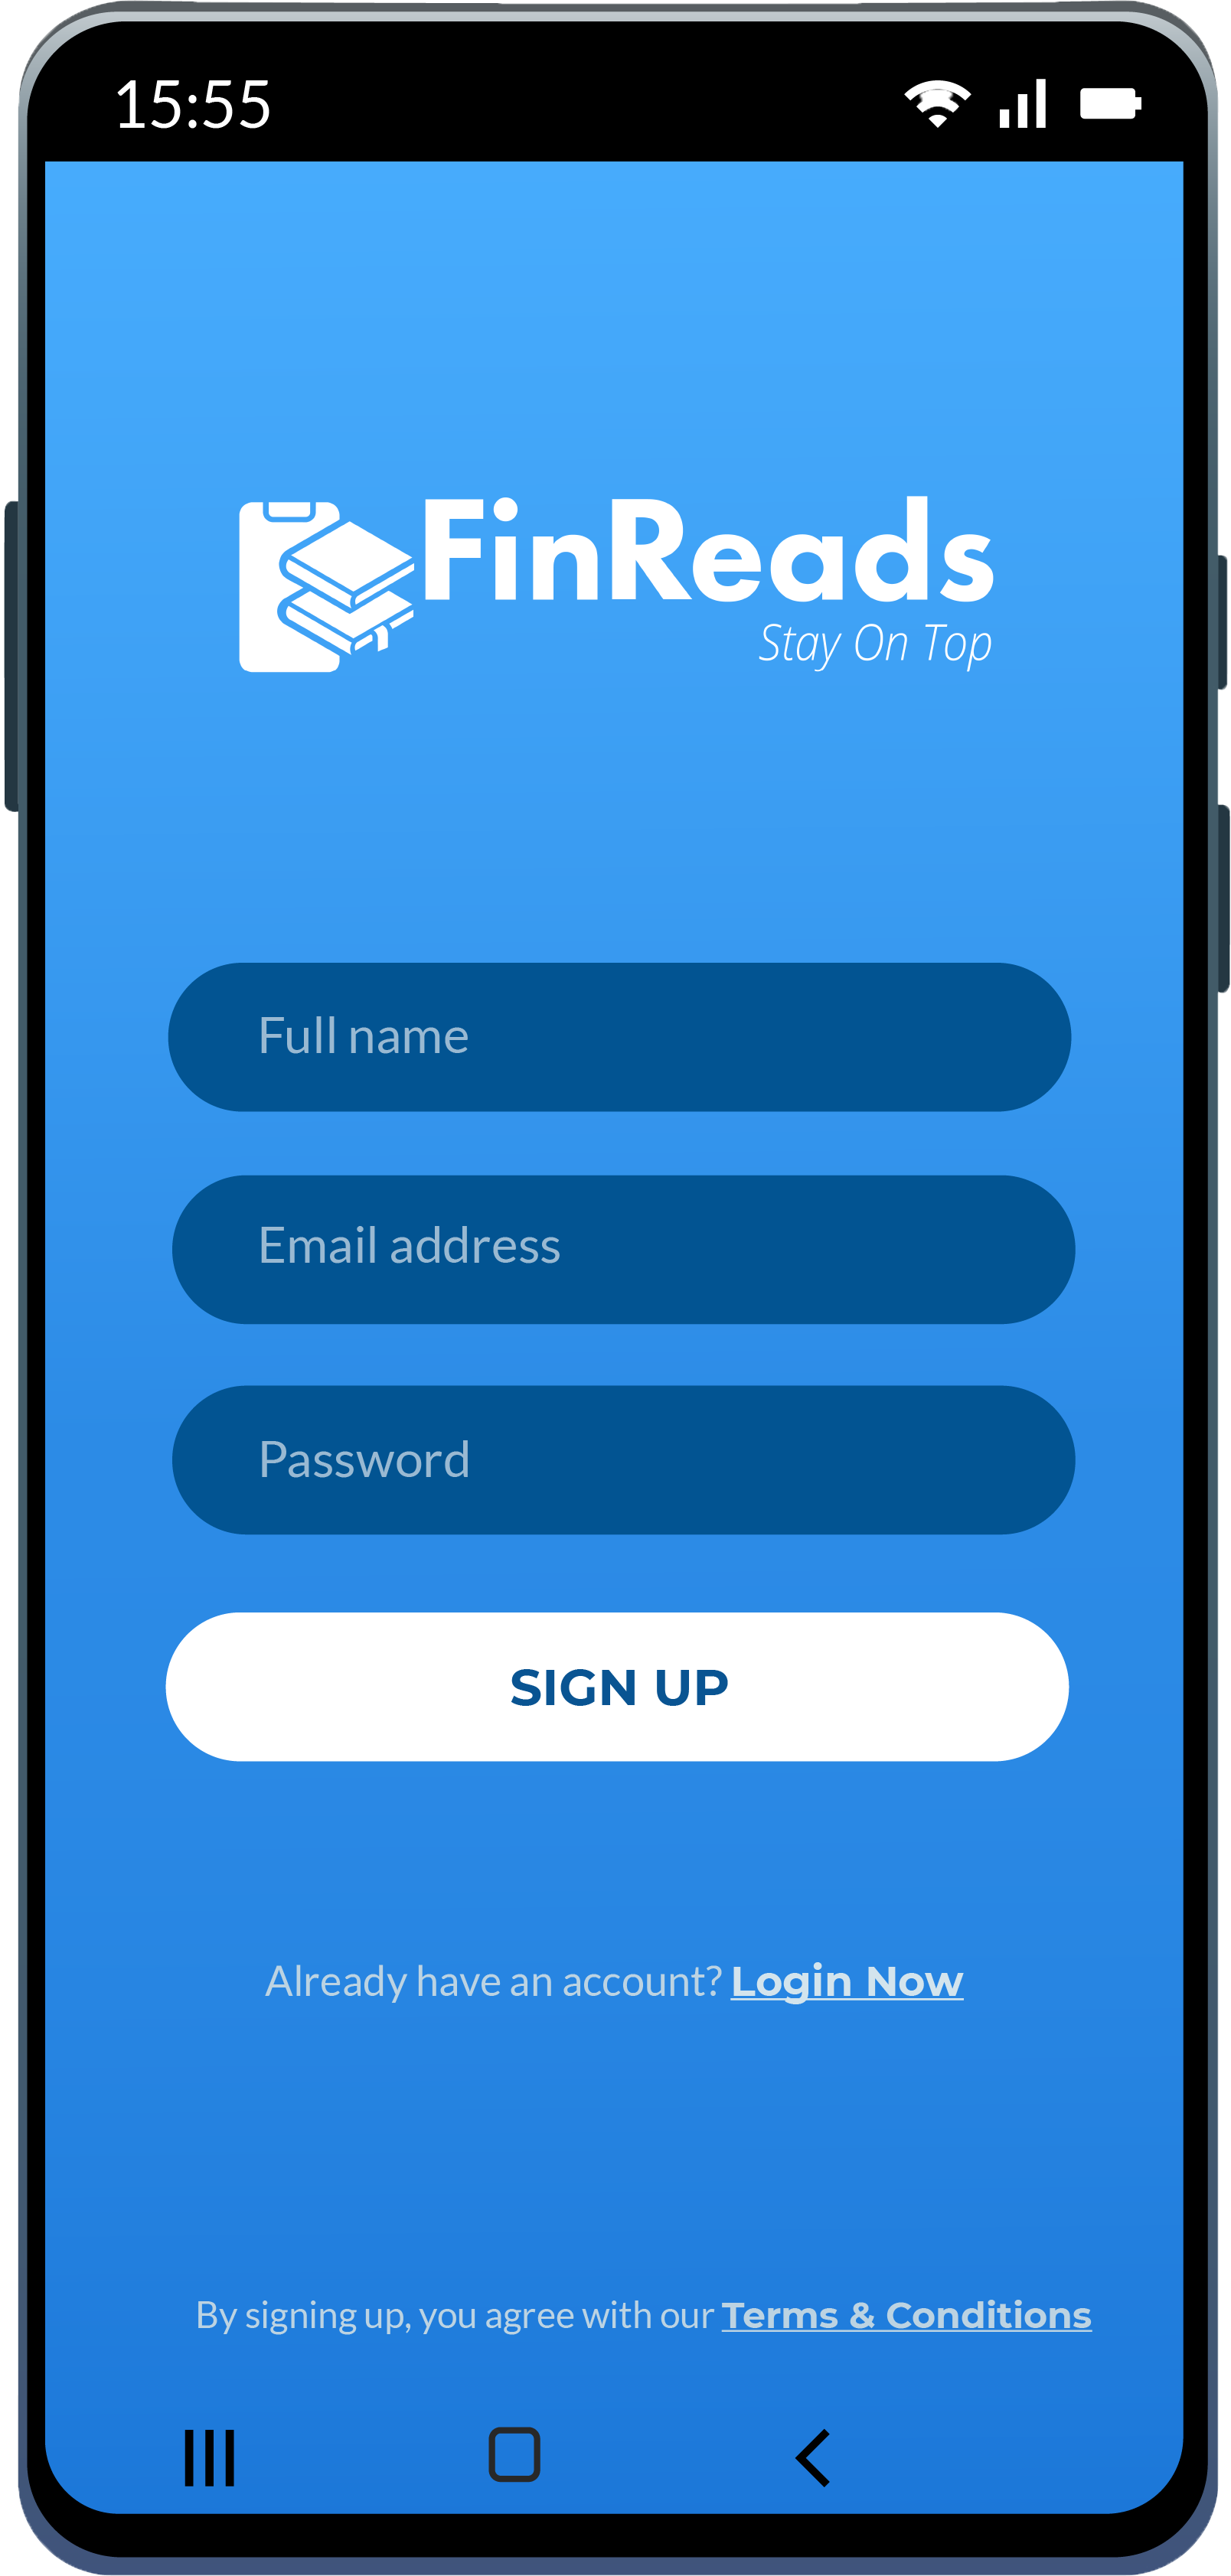 15:55
FinReads
Stay On Top
Full name
Email address
Password
SIGN UP
Already have an account? Login Now
By signing up, you agree with our Terms & Conditions